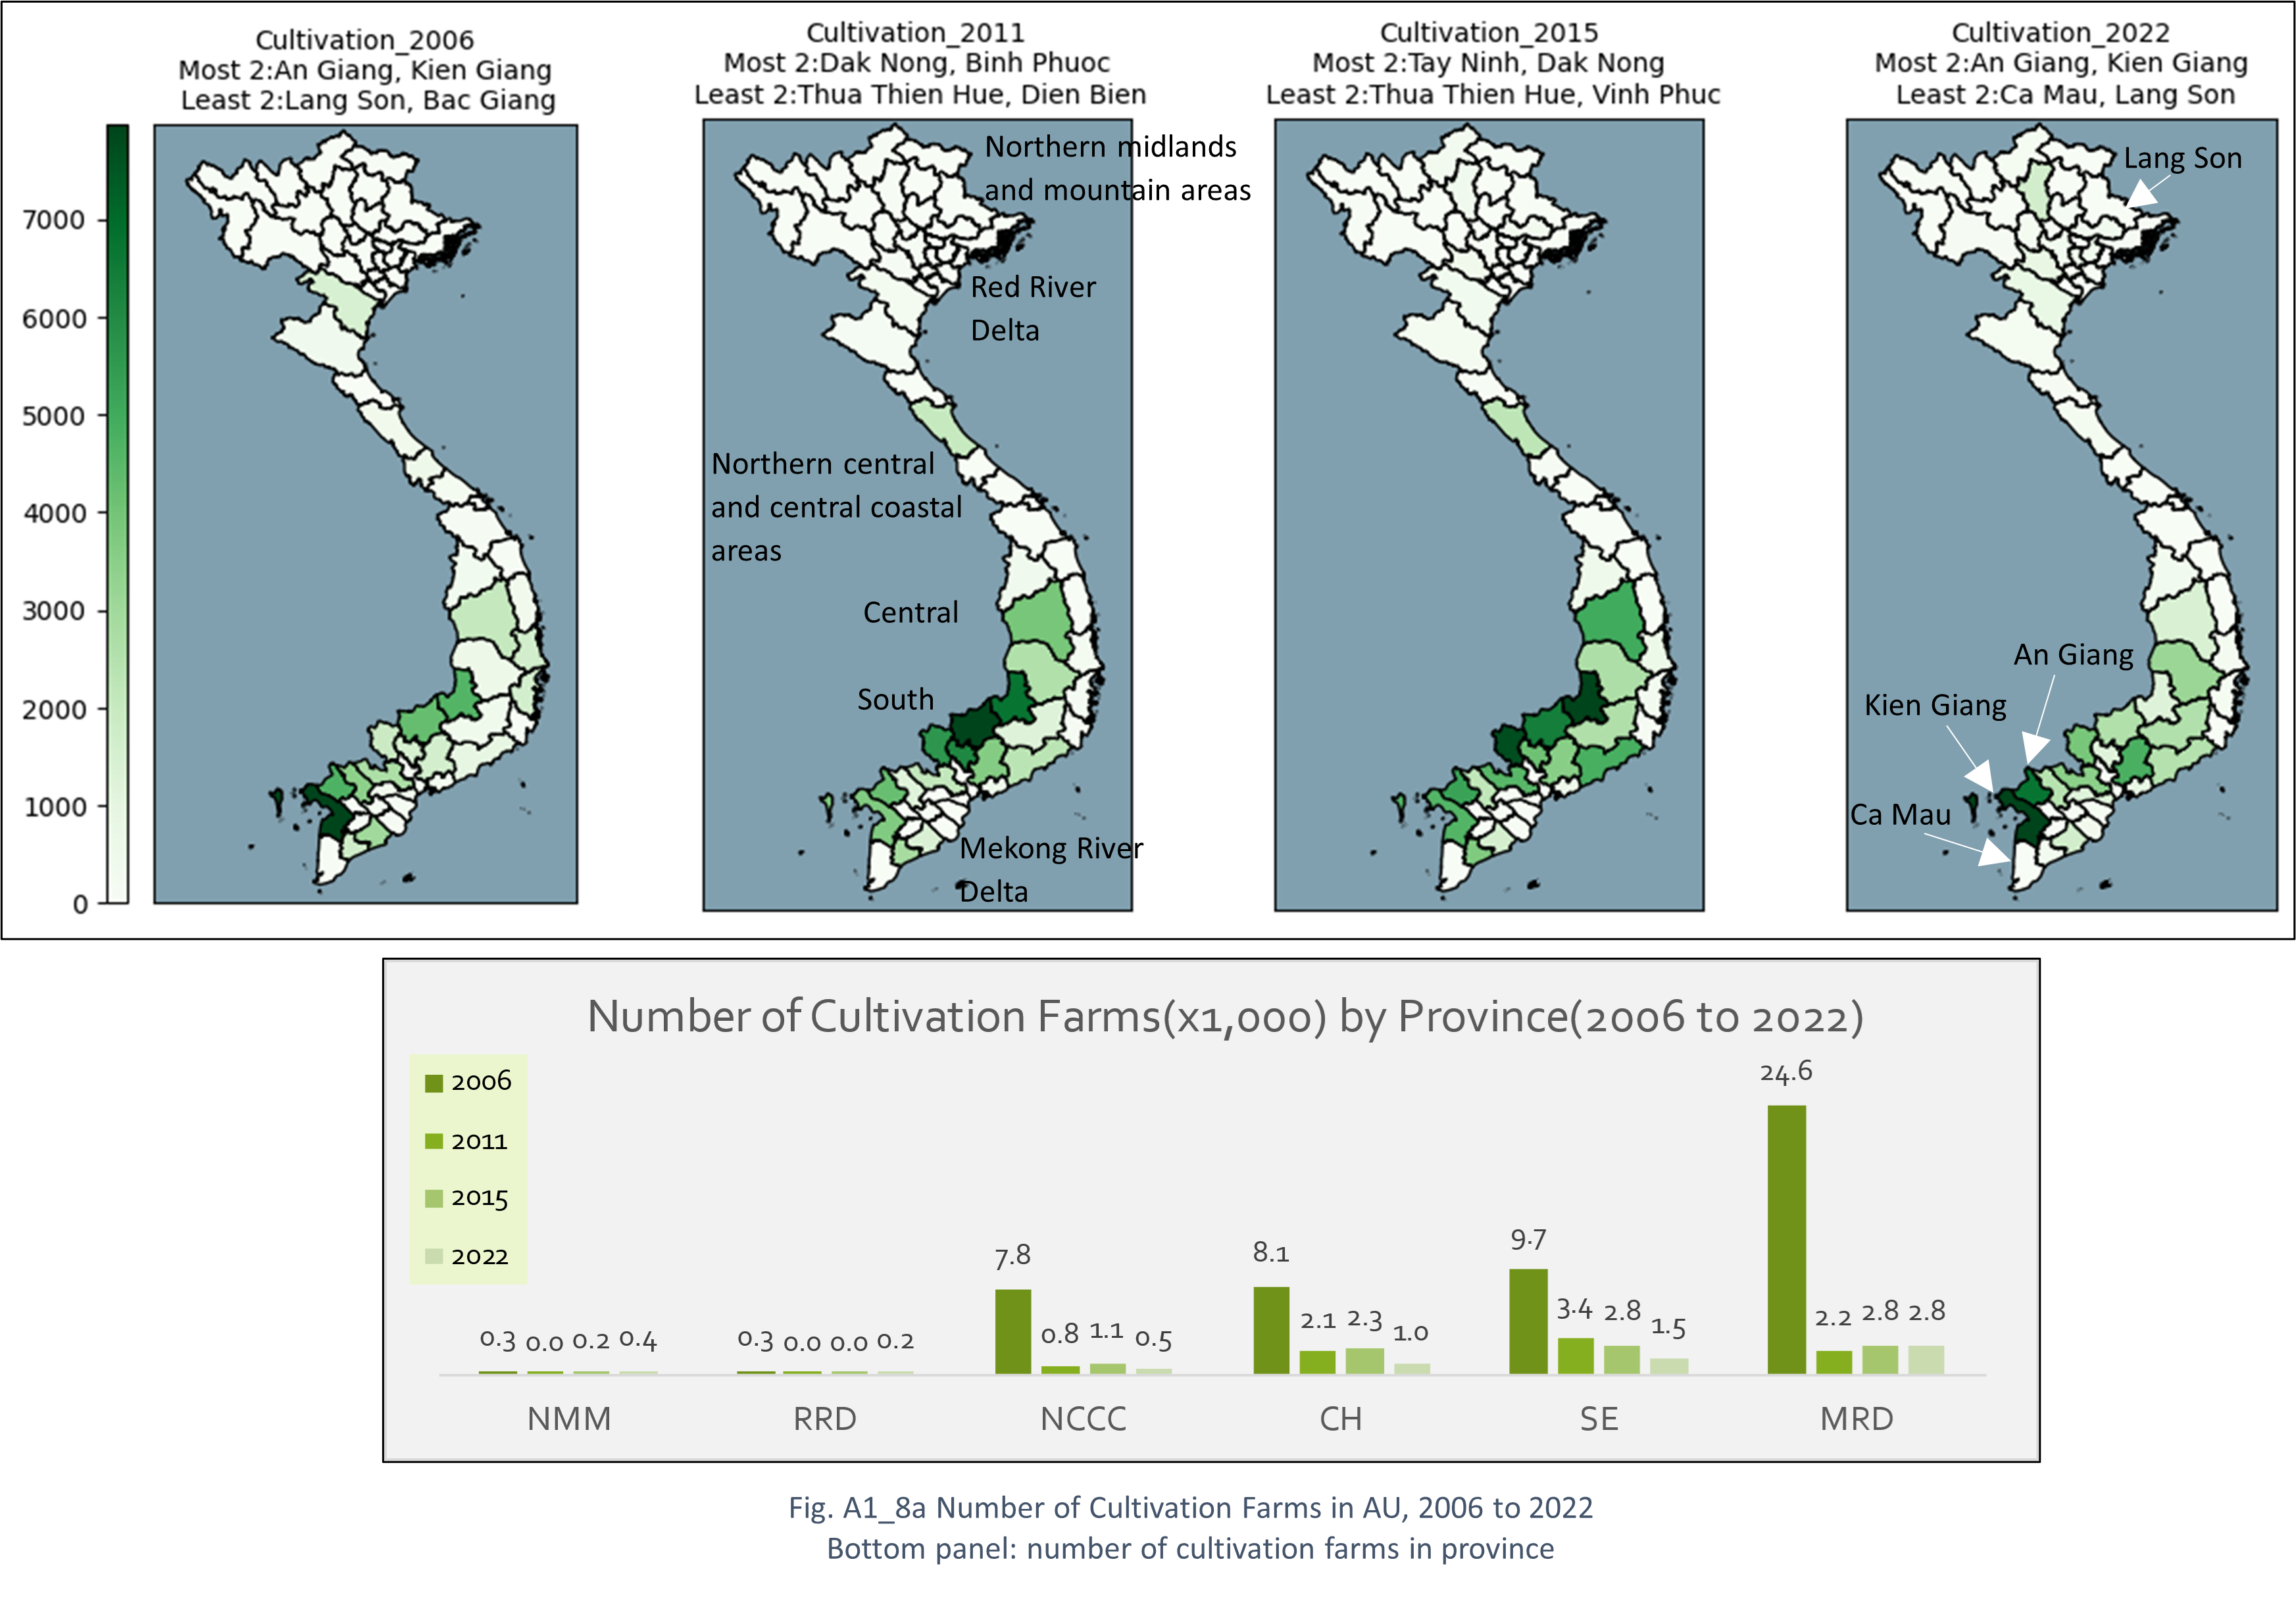 Cultivation_2006
Most 2:An Giang, Kien Giang
Least 2:Lang Son, Bac Giang
Cultivation_2011
Most 2:Dak Nong, Binh Phuoc
Least 2:Thua Thien Hue, Dien Bien
Cultivation_2015
Most 2:Tay Ninh, Dak Nong
Least 2:Thua Thien Hue, Vinh Phuc
Cultivation_2022
Most 2:An Giang, Kien Giang
Least 2:Ca Mau, Lang Son
7000
6000
5000
4000
3000
2000
1000
0
Northern midlands
and mountain areas
Red River
Delta
Northern central
and central coastal
areas
Central
South
Mekong River
Delta
Lang Son
An Giang
Kien Giang
Ca Mau
Number of Cultivation Farms(x1,000) by Province(2006 to 2022)
2006
2011
2015
2022
0.3 0.0 0.2 0.4
0.3 0.0 0.0 0.2
7.8 0.8 1.1 0.5
8.1 2.1 2.3 1.0
9.7 3.4 2.8 1.5
24.6 2.2 2.8 2.8
NMM RRD NCCC CH SE MRD
Fig. A1_8a Number of Cultivation Farms in AU, 2006 to 2022
Bottom panel: number of cultivation farms in province